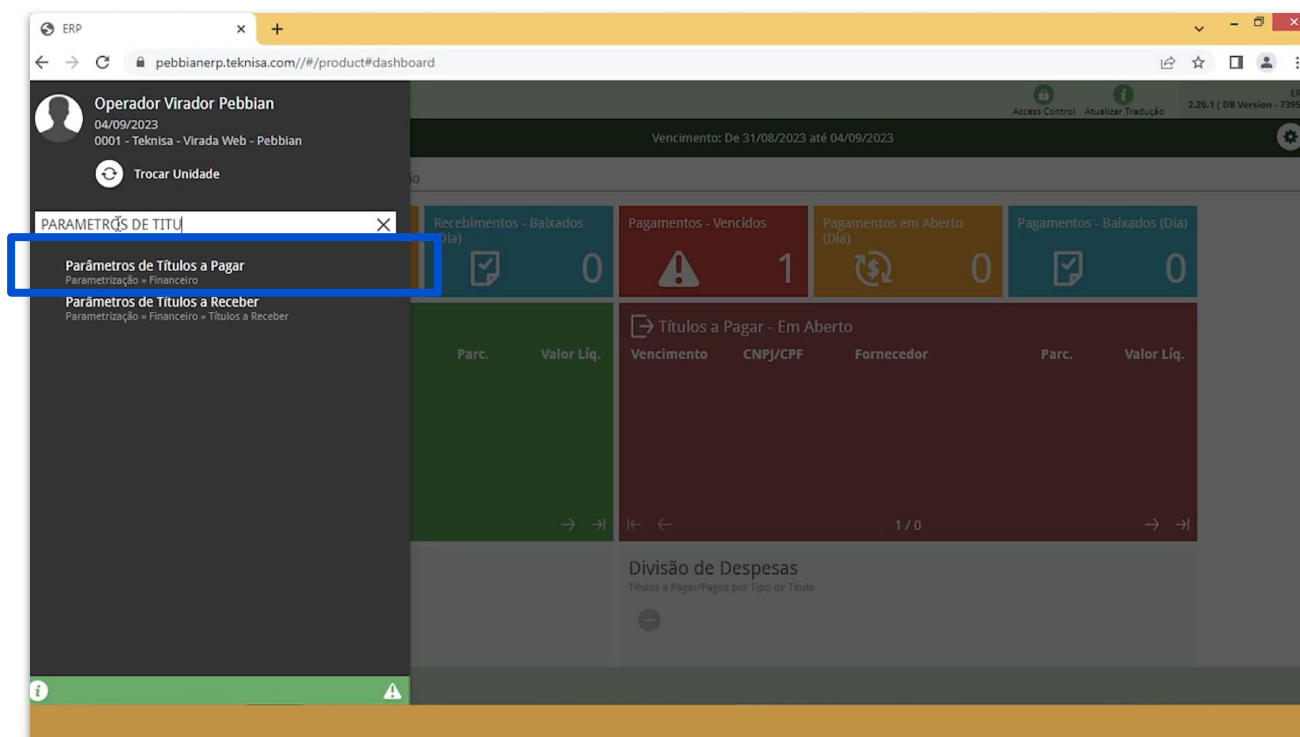 ERP
pebbianerp.teknisa.com//#/product#dashboard
Operador Virador Pebbian
04/09/2023
0001 - Teknisa - Virada Web - Pebbian
Trocar Unidade
Access Control
Atualizar Tradução
2.20.1 ( DB Version - 7395
Vencimento: De 31/08/2023 até 04/09/2023
PARAMETROS DE TITU
Parâmetros de Títulos a Pagar
Parametrização » Financeiro
Parâmetros de Títulos a Receber
Parametrização » Financeiro » Títulos a Receber
Recebimentos - Baixados
(Dia)
0
Pagamentos - Vencidos
1
Pagamentos em Aberto
(Dia)
0
Pagamentos - Baixados (Dia)
0
Parc. Valor Líq.
Títulos a Pagar - Em Aberto
Vencimento CNPJ/CPF Fornecedor Parc. Valor Líq.
1 / 0
Divisão de Despesas
Títulos a Pagar/Pagos por Tipo de Título